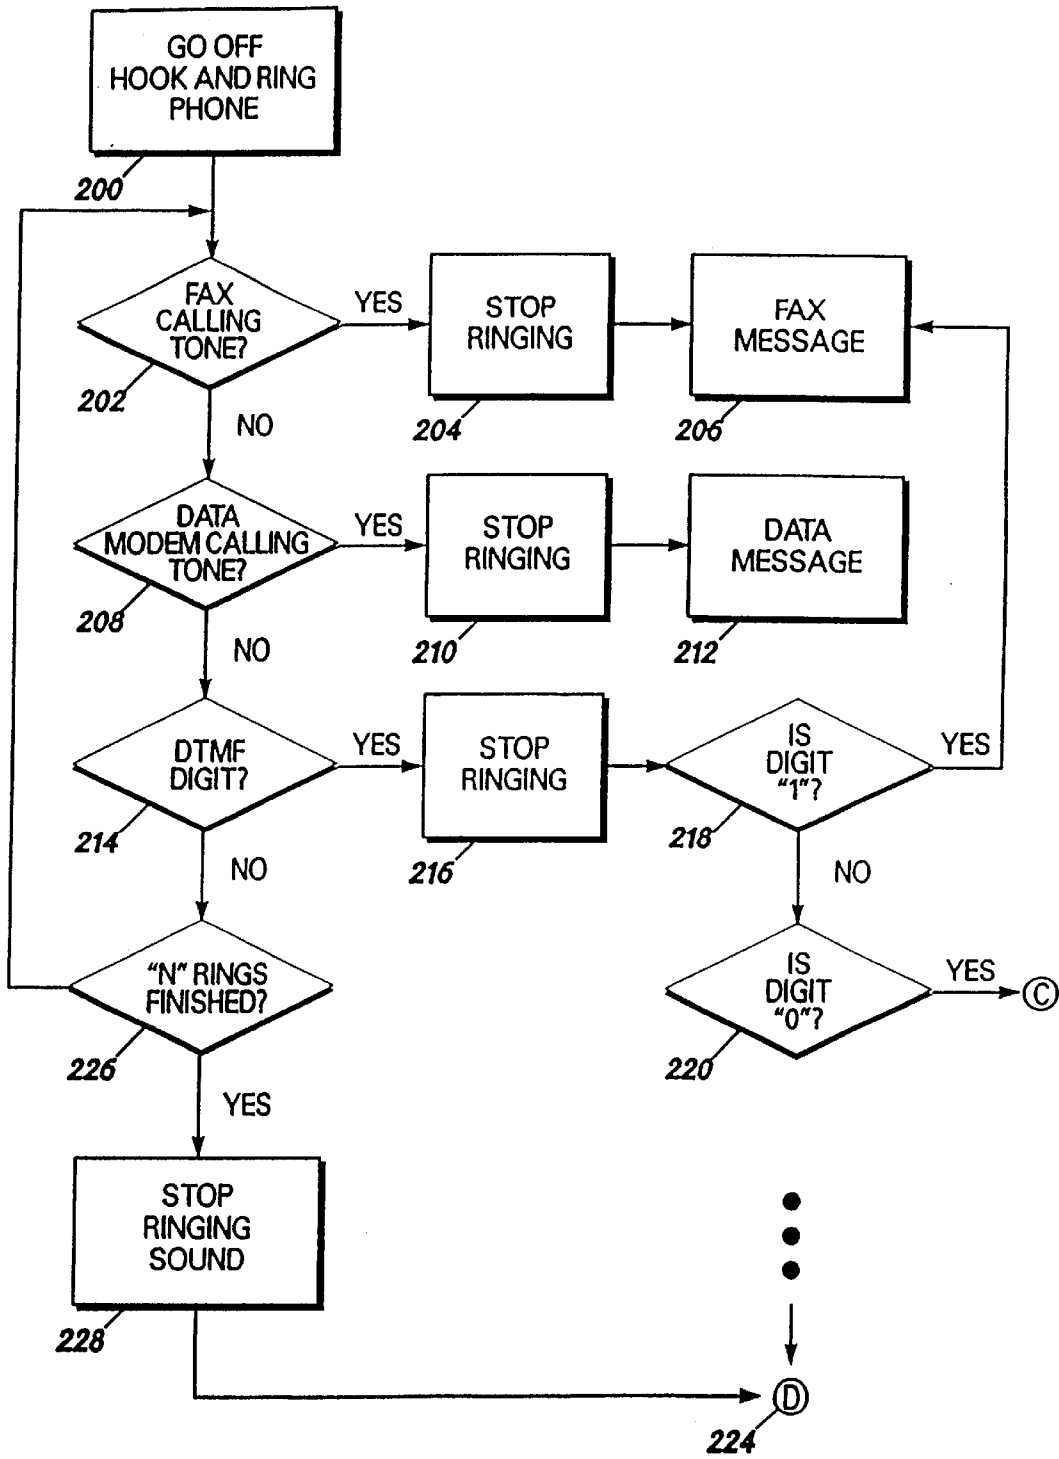 GO OFF
HOOK AND RING
PHONE
200
FAX
CALLING
TONE?
202
YES
STOP
RINGING
204
FAX
MESSAGE
206
NO
DATA
MODEM CALLING
TONE?
208
YES
STOP
RINGING
210
DATA
MESSAGE
212
NO
DTMF
DIGIT?
214
YES
STOP
RINGING
216
IS
DIGIT
"1"?
218
YES
NO
NO
"N" RINGS
FINISHED?
226
IS
DIGIT
"0"?
220
YES
C
YES
STOP
RINGING
SOUND
228
D
224